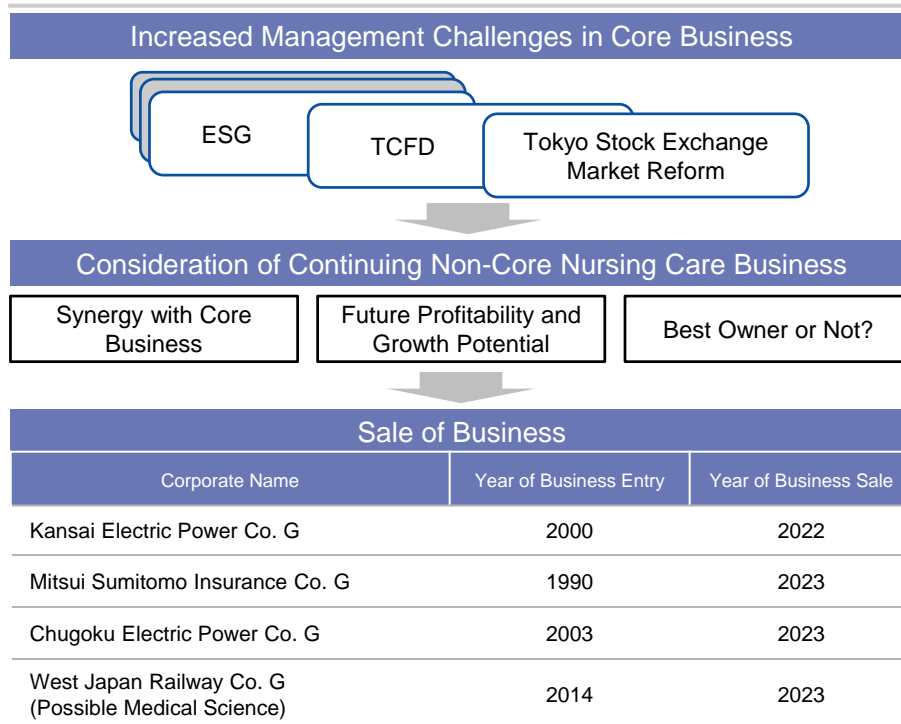 Increased Management Challenges in Core Business
ESG
TCFD
Tokyo Stock Exchange
Market Reform
Consideration of Continuing Non-Core Nursing Care Business
Synergy with Core
Business
Future Profitability and
Growth Potential
Best Owner or Not?
Sale of Business
Corporate Name Year of Business Entry Year of Business Sale
Kansai Electric Power Co. G 2000 2022
Mitsui Sumitomo Insurance Co. G 1990 2023
Chugoku Electric Power Co. G 2003 2023
West Japan Railway Co. G
(Possible Medical Science) 2014 2023